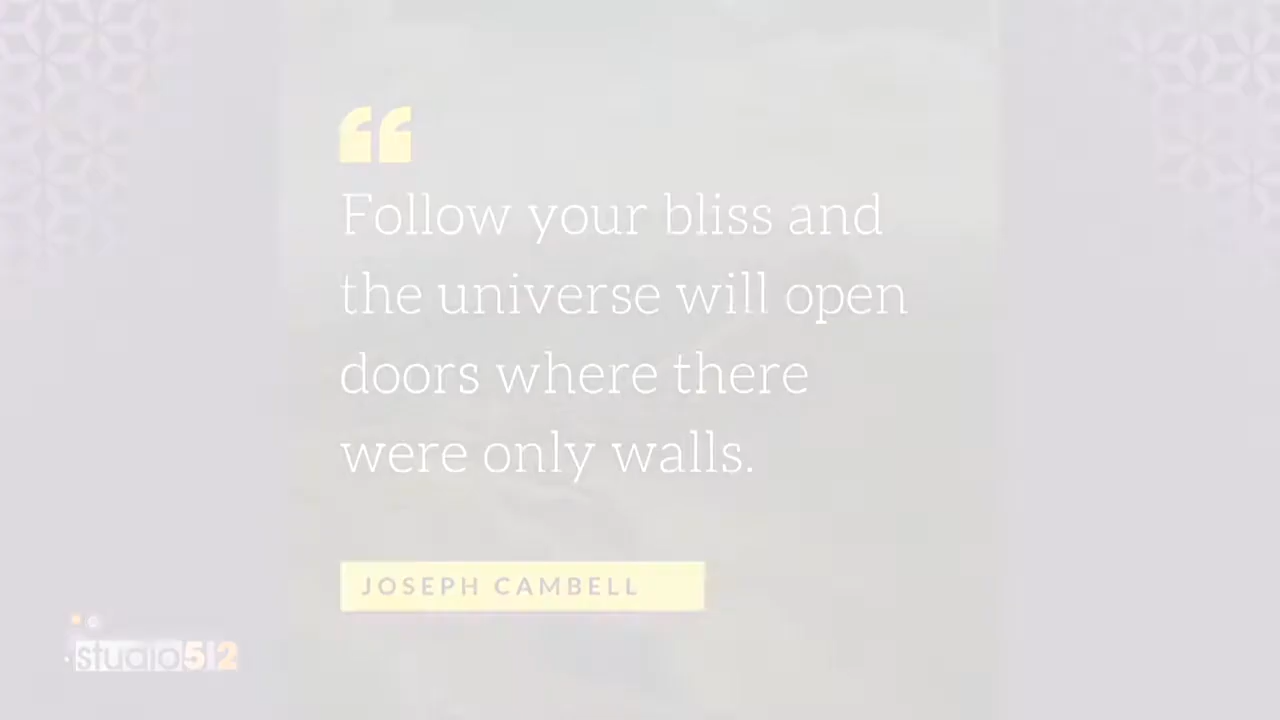 “
Follow your bliss and
the universe will open
doors where there
were only walls.
JOSEPH CAMBELL
studio512